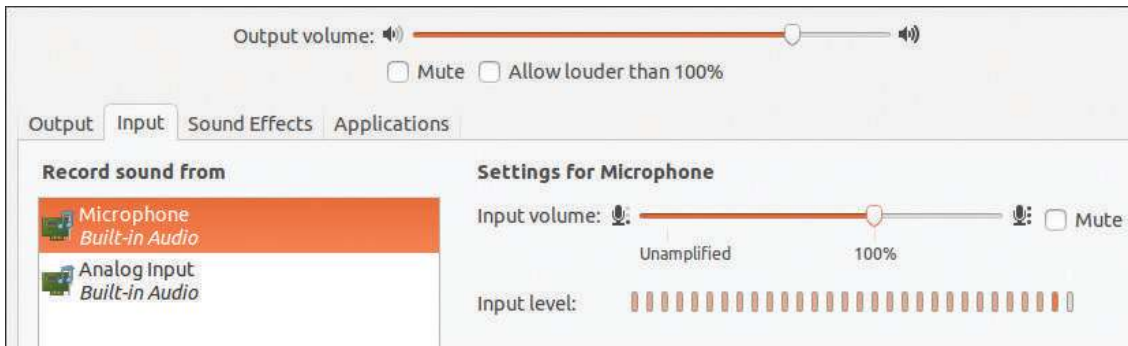 Output volume:
Mute Allow louder than 100%
Output Input Sound Effects Applications
Record sound from
Microphone
Built-in Audio
Analog Input
Built-in Audio
Settings for Microphone
Input volume: Mute
Unamplified 100%
Input level: